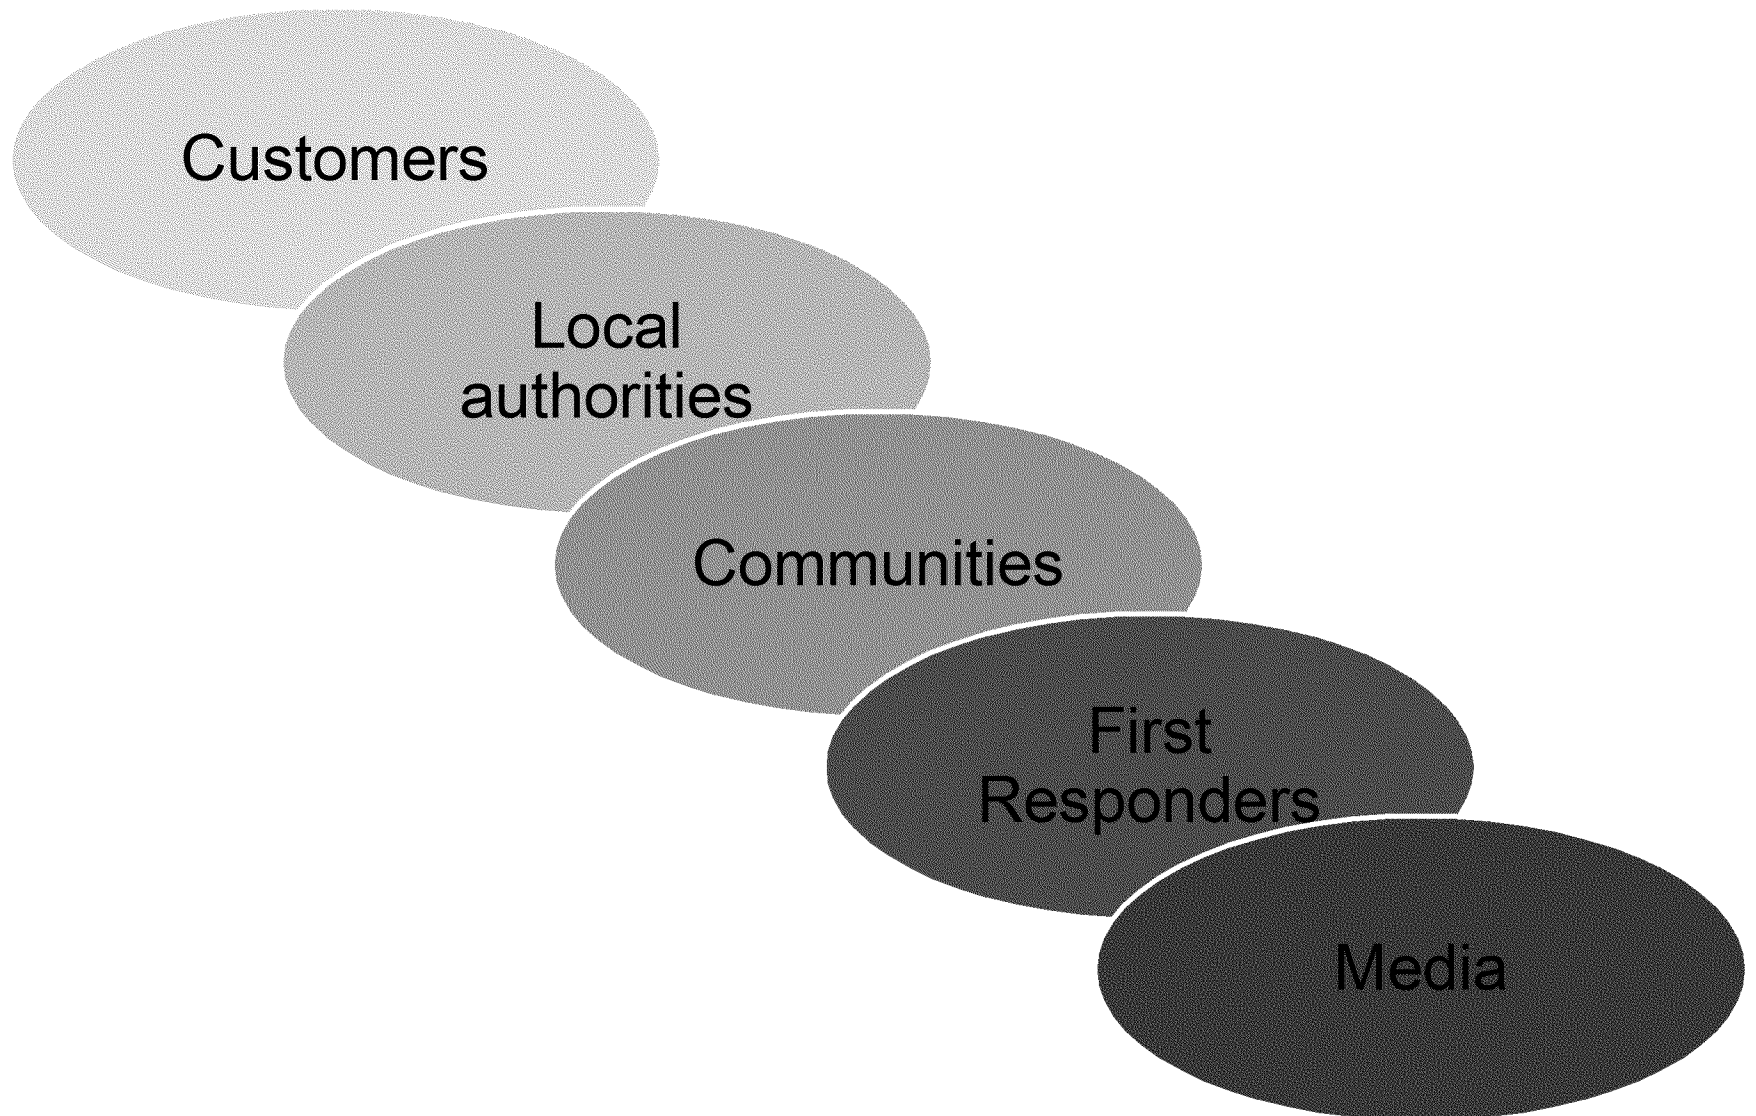 Customers
Local
authorities
Communities
First
Responders
Media